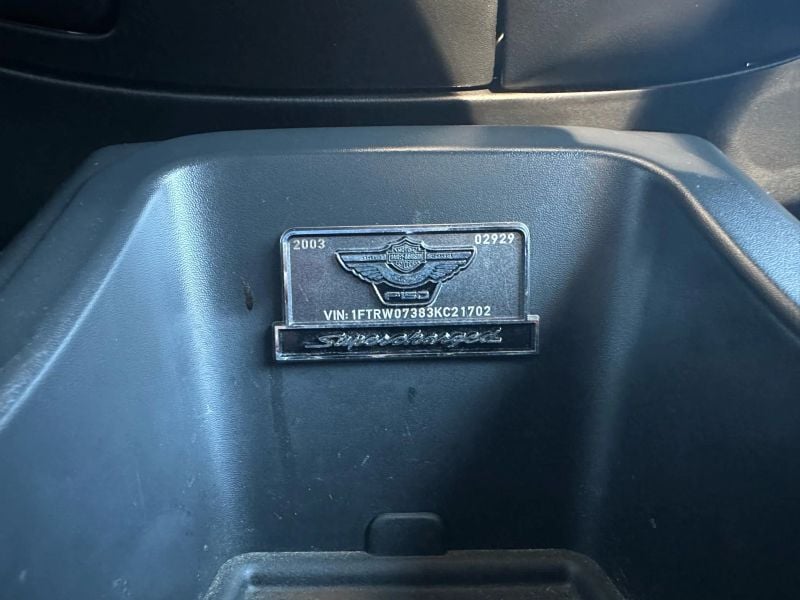 2003 02929
F150
VIN: 1FTRW07383KC21702
Supercharged